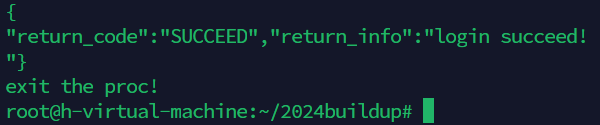 {
"return_code":"SUCCEED","return_info":"login succeed!
"}
exit the proc!
root@h-virtual-machine:~/2024buildup#